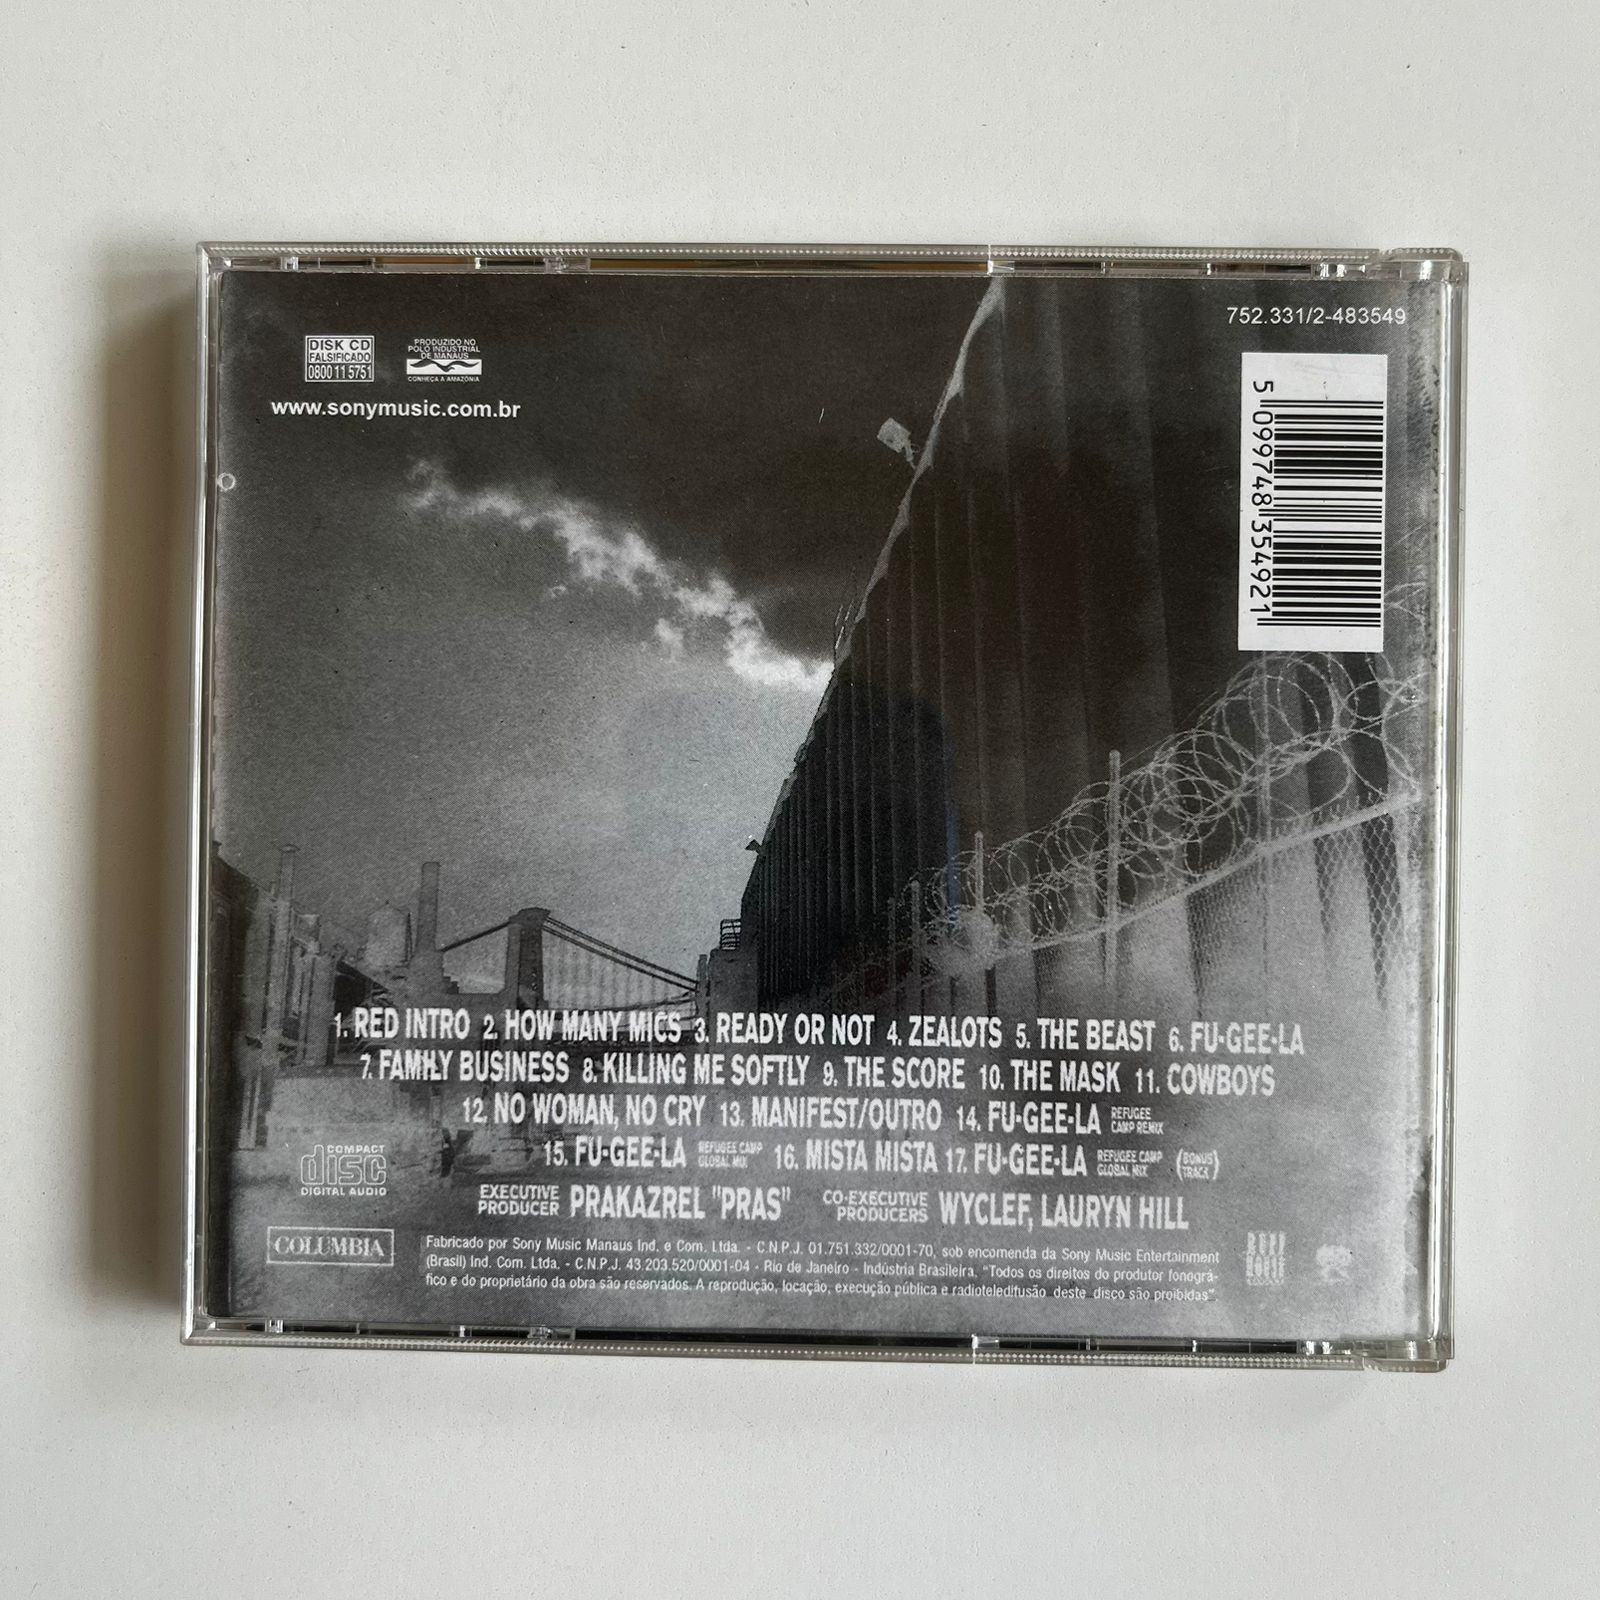 752.331/2-483549
DISK CD
FALSIFICADO
0800 11 5751
PRODUZIDO NO
POLO INDUSTRIAL
DE MANAUS
CONHEÇA A AMAZÔNIA
www.sonymusic.com.br
5 099748 354921
1. RED INTRO 2. HOW MANY MICS 3. READY OR NOT 4. ZEALOTS 5. THE BEAST 6. FU-GEE-LA
7. FAMILY BUSINESS 8. KILLING ME SOFTLY 9. THE SCORE 10. THE MASK 11. COWBOYS
12. NO WOMAN, NO CRY 13. MANIFEST/OUTRO 14. FU-GEE-LA REFUGEE CAMP REMIX
15. FU-GEE-LA REFUGEE CAMP GLOBAL MIX 16. MISTA MISTA 17. FU-GEE-LA REFUGEE CAMP GLOBAL MIX (BONUS TRACK)
COMPACT
disc
DIGITAL AUDIO
EXECUTIVE PRODUCER PRAKAZREL "PRAS" CO-EXECUTIVE PRODUCERS WYCLEF, LAURYN HILL
COLUMBIA
Fabricado por Sony Music Manaus Ind. e Com. Ltda. - C.N.P.J. 01.751.332/0001-70, sob encomenda da Sony Music Entertainment
(Brasil) Ind. Com. Ltda. - C.N.P.J. 43.203.520/0001-04 - Rio de Janeiro - Indústria Brasileira. "Todos os direitos do produtor fonográ-
fico e do proprietário da obra são reservados. A reprodução, locação, execução pública e radioteledifusão deste disco são proibidas".